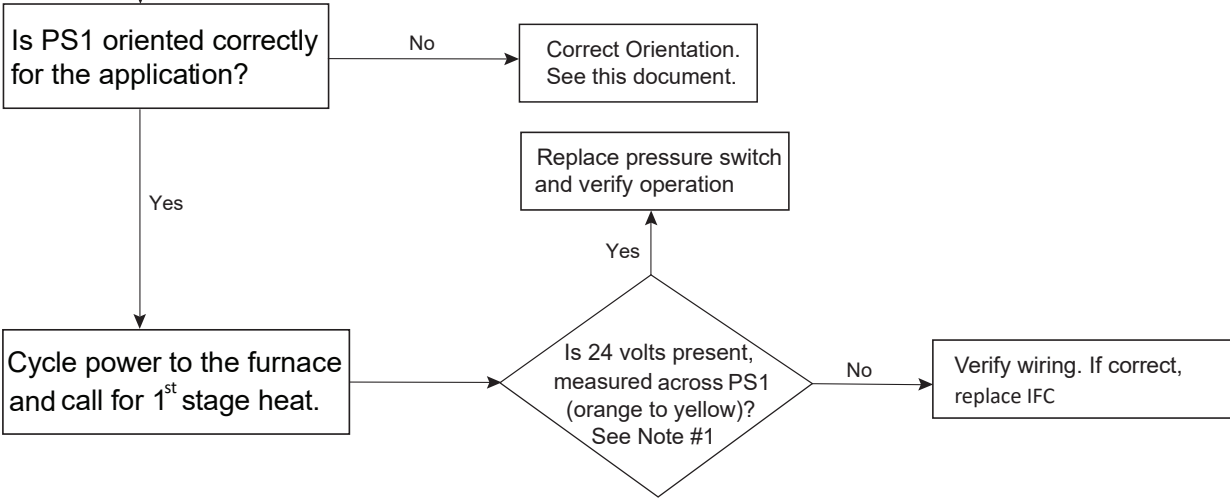 Is PS1 oriented correctly
for the application?
No
Correct Orientation.
See this document.
Yes
Replace pressure switch
and verify operation
Yes
Cycle power to the furnace
and call for 1st stage heat.
Is 24 volts present,
measured across PS1
(orange to yellow)?
See Note #1
No
Verify wiring. If correct,
replace IFC